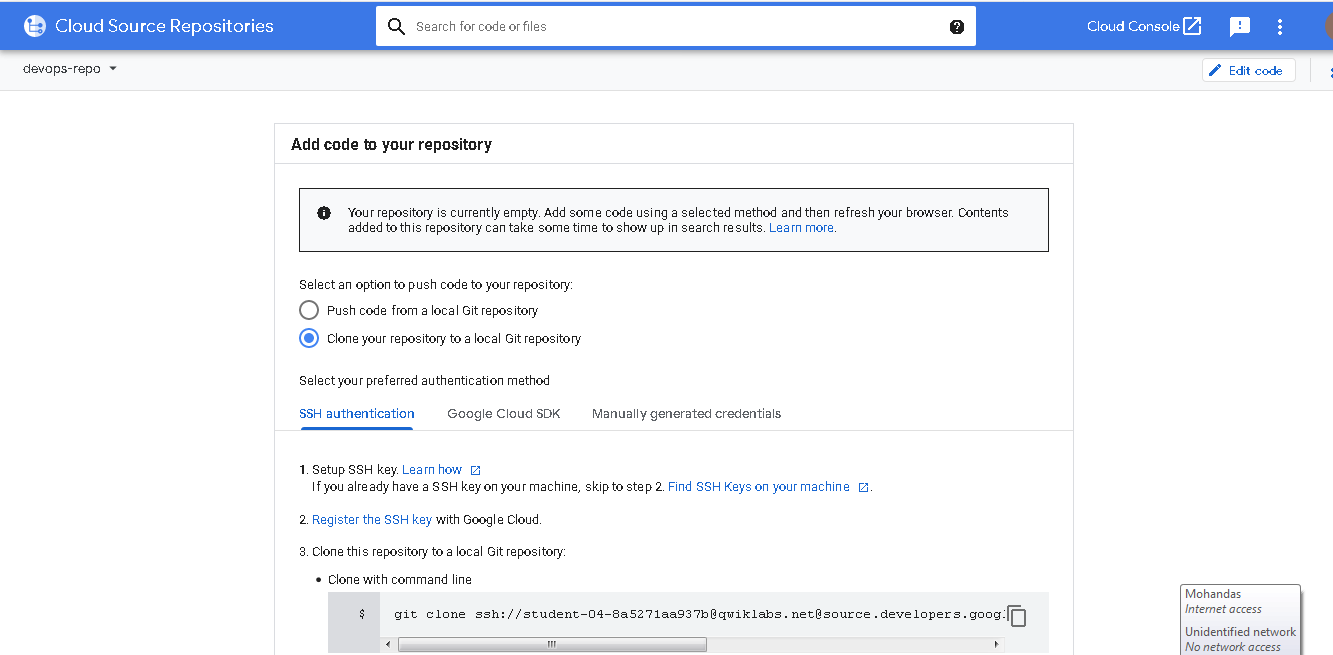 Cloud Source Repositories
Search for code or files
Cloud Console
devops-repo
Edit code
Add code to your repository
Your repository is currently empty. Add some code using a selected method and then refresh your browser. Contents
added to this repository can take some time to show up in search results. Learn more.
Select an option to push code to your repository:
Push code from a local Git repository
Clone your repository to a local Git repository
Select your preferred authentication method
SSH authentication Google Cloud SDK Manually generated credentials
1. Setup SSH key. Learn how
If you already have a SSH key on your machine, skip to step 2. Find SSH Keys on your machine .
2. Register the SSH key with Google Cloud.
3. Clone this repository to a local Git repository:
• Clone with command line
$ git clone ssh://student-04-8a5271aa937b@qwiklabs.net@source.developers.googl
Mohandas
Internet access
Unidentified network
No network access